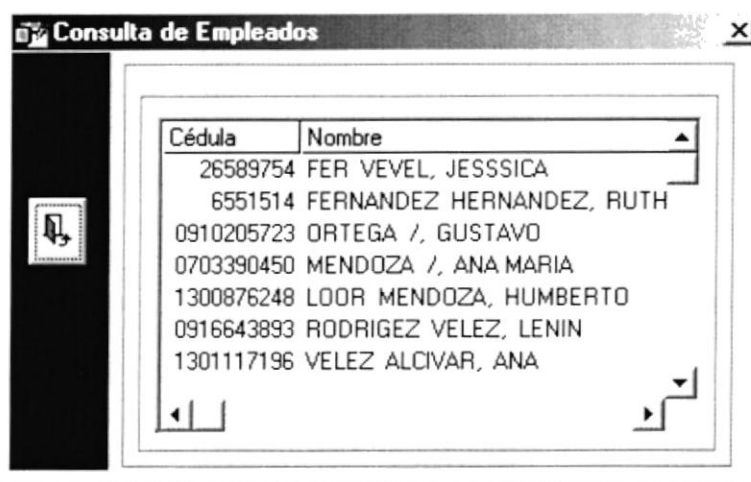 Consulta de Empleados
Cédula Nombre
26589754 FER VEVEL, JESSSICA
6551514 FERNANDEZ HERNANDEZ, RUTH
0910205723 ORTEGA /, GUSTAVO
0703390450 MENDOZA /, ANA MARIA
1300876248 LOOR MENDOZA, HUMBERTO
0916643893 RODRIGEZ VELEZ, LENIN
1301117196 VELEZ ALCIVAR, ANA